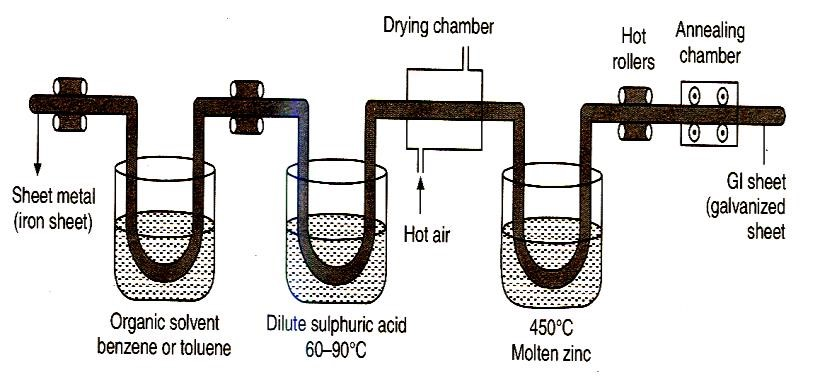 Drying chamber
Hot
rollers
Annealing
chamber
Sheet metal
(iron sheet)
Hot air
GI sheet
(galvanized
sheet
Organic solvent
benzene or toluene
Dilute sulphuric acid
60–90°C
450°C
Molten zinc